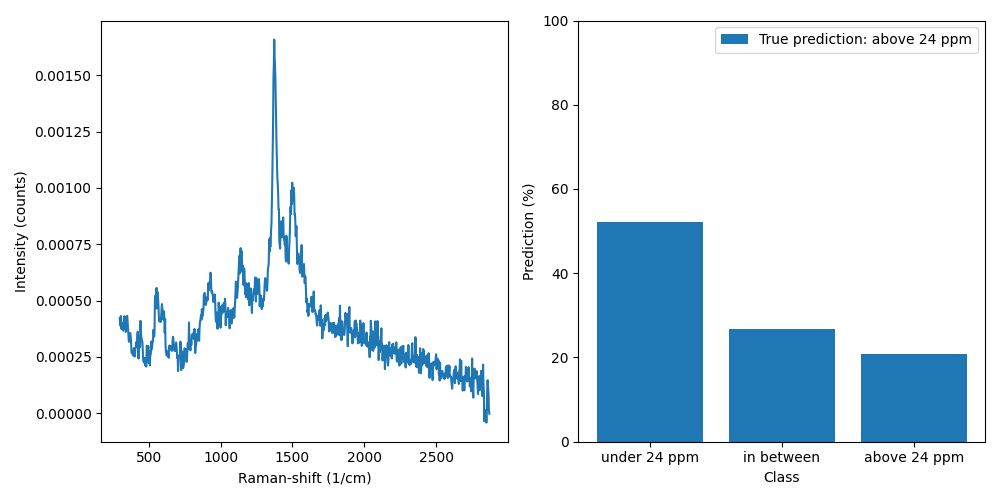 0.00150
0.00125
0.00100
0.00075
0.00050
0.00025
0.00000
Intensity (counts)
500 1000 1500 2000 2500
Raman-shift (1/cm)
100
80
60
40
20
0
Prediction (%)
True prediction: above 24 ppm
under 24 ppm in between above 24 ppm
Class